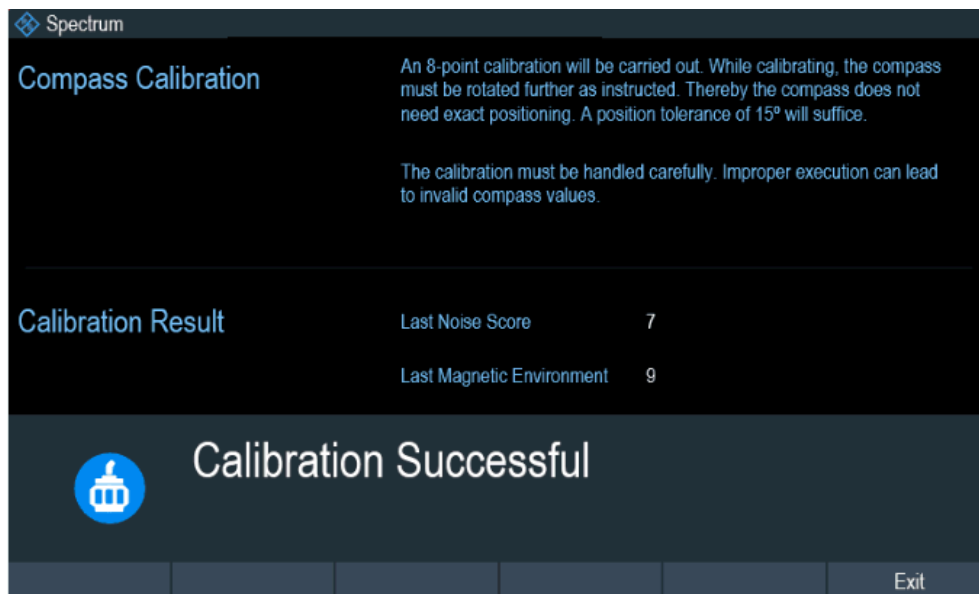 Spectrum
Compass Calibration
An 8-point calibration will be carried out. While calibrating, the compass
must be rotated further as instructed. Thereby the compass does not
need exact positioning. A position tolerance of 15º will suffice.
The calibration must be handled carefully. Improper execution can lead
to invalid compass values.
Calibration Result
Last Noise Score 7
Last Magnetic Environment 9
Calibration Successful
Exit